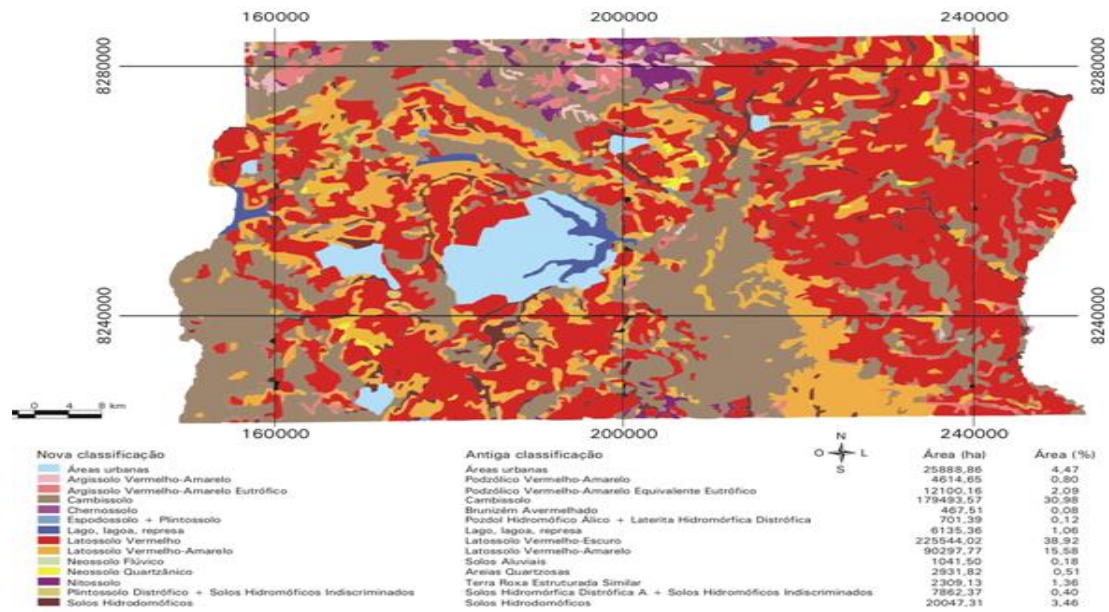 160000 200000 240000
8280000 8280000
8240000 8240000
0 4 8 km
160000 200000 240000
Nova classificação Antiga classificação Área (ha) Área (%)
N
O L
S
Áreas urbanas Áreas urbanas 25888,86 4,47
Argissolo Vermelho-Amarelo Podzólico Vermelho-Amarelo 4614,65 0,80
Argissolo Vermelho-Amarelo Eutrófico Podzólico Vermelho-Amarelo Equivalente Eutrófico 12100,16 2,09
Cambissolo Cambissolo 179493,57 30,98
Chernossolo Brunizém Avermelhado 467,51 0,08
Espodossolo + Plintossolo Pozdol Hidromófico Álico + Laterita Hidromórfica Distrófica 701,39 0,12
Lago, lagoa, represa Lago, lagoa, represa 6135,36 1,06
Latossolo Vermelho Latossolo Vermelho-Escuro 225544,02 38,92
Latossolo Vermelho-Amarelo Latossolo Vermelho-Amarelo 90297,77 15,58
Neossolo Flúvico Solos Aluviais 1041,50 0,18
Neossolo Quartzânico Areias Quartzosas 2931,82 0,51
Nitossolo Terra Roxa Estruturada Similar 2309,13 1,36
Plintossolo Distrófico + Solos Hidromóficos Indiscriminados Solos Hidromórfica Distrófica A + Solos Hidromóficos Indiscriminados 7862,37 0,40
Solos Hidrodomóficos Solos Hidrodomóficos 20047,31 3,46